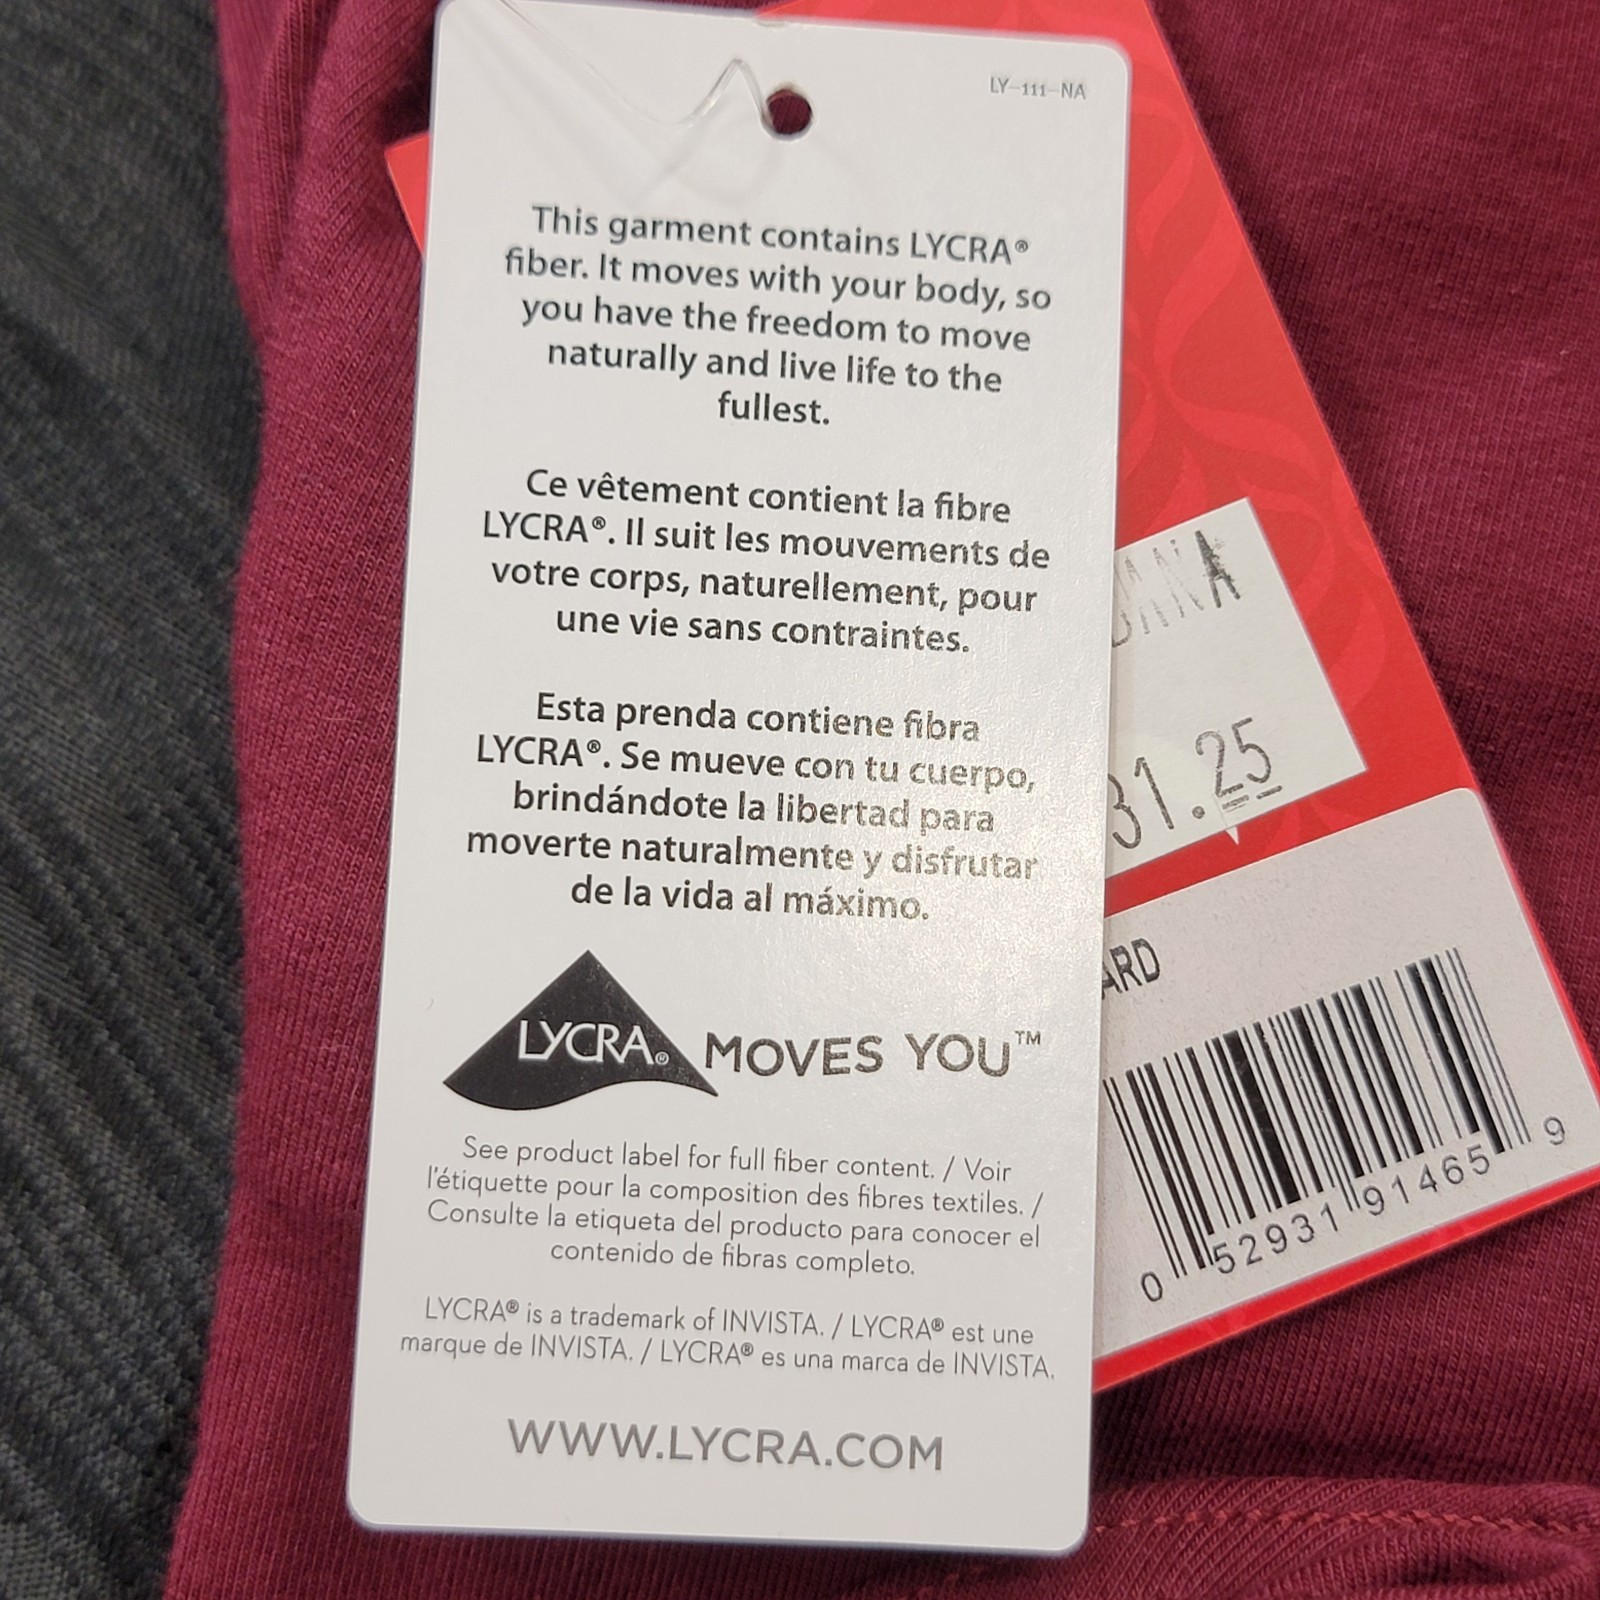 LY-111-NA
This garment contains LYCRA®
fiber. It moves with your body, so
you have the freedom to move
naturally and live life to the
fullest.
Ce vêtement contient la fibre
LYCRA®. Il suit les mouvements de
votre corps, naturellement, pour
une vie sans contraintes.
Esta prenda contiene fibra
LYCRA®. Se mueve con tu cuerpo,
brindándote la libertad para
moverte naturalmente y disfrutar
de la vida al máximo.
LYCRA® MOVES YOU™
See product label for full fiber content. / Voir
l'étiquette pour la composition des fibres textiles. /
Consulte la etiqueta del producto para conocer el
contenido de fibras completo.
LYCRA® is a trademark of INVISTA. / LYCRA® est une
marque de INVISTA. / LYCRA® es una marca de INVISTA.
WWW.LYCRA.COM
31.25
ARD
0 52931 91465 9